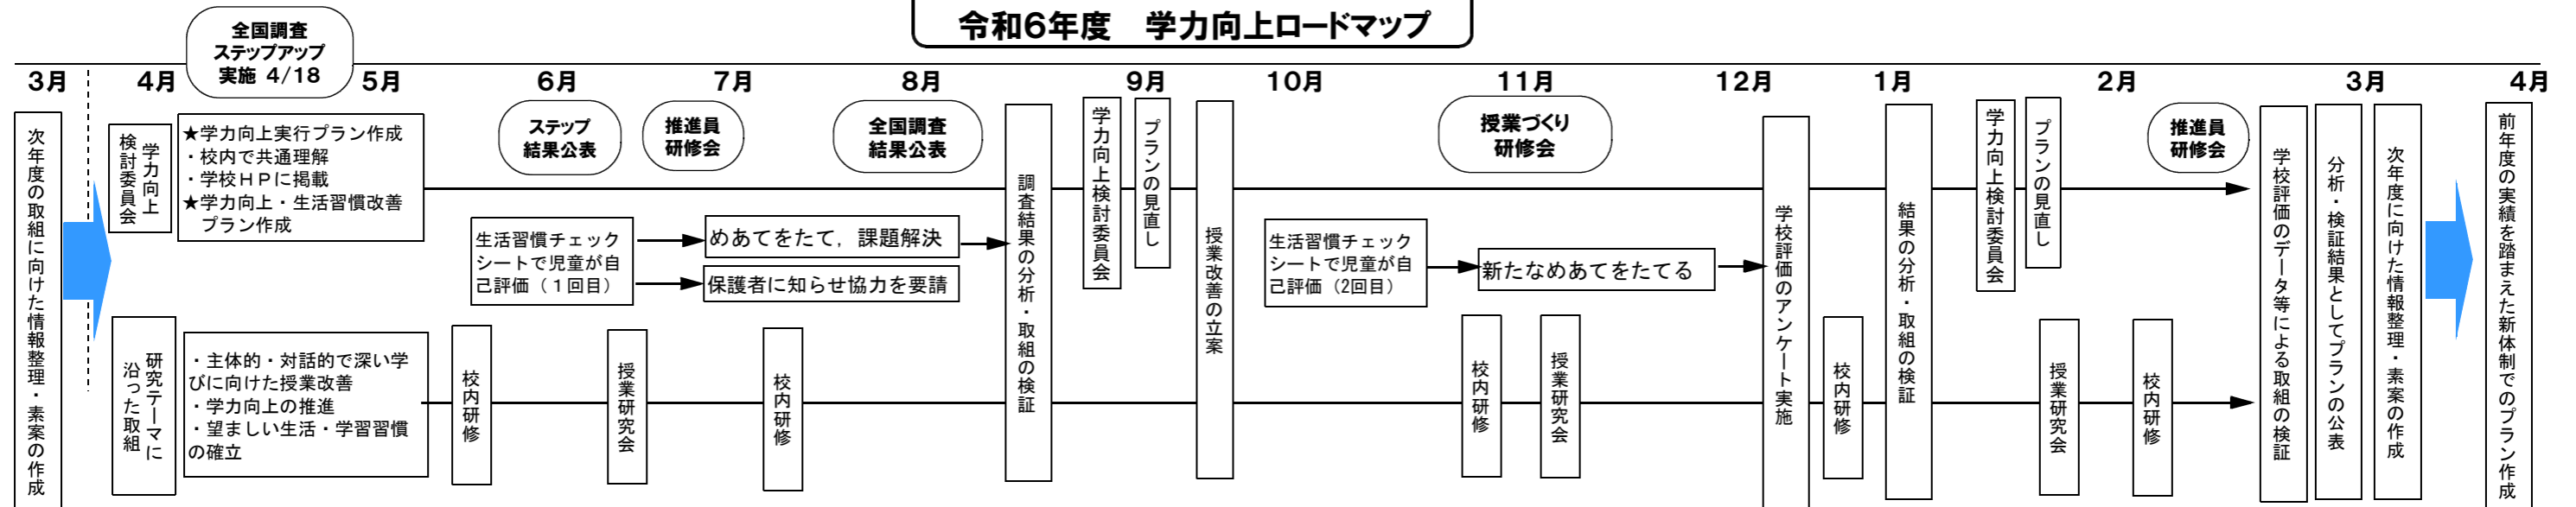 令和６年度　学力向上ロードマップ
全国調査
ステップアップ
実施 4/18
3月
4月
5月
6月
7月
8月
9月
10月
11月
12月
1月
2月
3月
4月
次年度の取組に向けた情報整理・素案の作成
学力向上
検討委員会
★学力向上実行プラン作成
・校内で共通理解
・学校ＨＰに掲載
★学力向上・生活習慣改善
プラン作成
ステップ
結果公表
推進員
研修会
全国調査
結果公表
生活習慣チェック
シートで児童が自
己評価（１回目）
めあてをたて，課題解決
保護者に知らせ協力を要請
調査結果の分析・取組の検証
学力向上検討委員会
プランの見直し
授業改善の立案
生活習慣チェック
シートで児童が自
己評価（2回目）
授業づくり
研修会
新たなめあてをたてる
学校評価のアンケート実施
結果の分析・取組の検証
学力向上検討委員会
プランの見直し
推進員
研修会
学校評価のデータ等による取組の検証
分析・検証結果としてプランの公表
次年度に向けた情報整理・素案の作成
前年度の実績を踏まえた新体制でのプラン作成
研究テーマに
沿った取組
・主体的・対話的で深い学
びに向けた授業改善
・学力向上の推進
・望ましい生活・学習習慣
の確立
校内研修
授業研究会
校内研修
校内研修
授業研究会
校内研修
授業研究会
校内研修